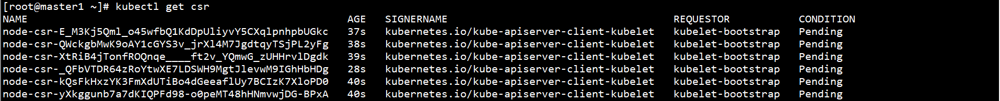 [root@master1 ~]# kubectl get csr
NAME AGE SIGNERNAME REQUESTOR CONDITION
node-csr-E_M3Kj5Qml_o45wfbQ1KdDpUliyvY5CXqlpnhpbUGkc 37s kubernetes.io/kube-apiserver-client-kubelet kubelet-bootstrap Pending
node-csr-QWckgbMwK9oAY1cGYS3v_jrXl4M7JgdtqyTSjPL2yFg 38s kubernetes.io/kube-apiserver-client-kubelet kubelet-bootstrap Pending
node-csr-XtRiB4jTonfROQnqe____ft2v_YQmwG_zUHHrvlDgdk 39s kubernetes.io/kube-apiserver-client-kubelet kubelet-bootstrap Pending
node-csr-_QFbVTDR64zRoYtwXE7LDSWH9MgtJlevwM9IGhHbHDg 28s kubernetes.io/kube-apiserver-client-kubelet kubelet-bootstrap Pending
node-csr-kQsFkHxzYK3FmXdUTiBo4dGeeaflUy7BCIzK7XloPD0 40s kubernetes.io/kube-apiserver-client-kubelet kubelet-bootstrap Pending
node-csr-yXkggunb7a7dKIQPFd98-o0peMT48hHNmvwjDG-BPxA 40s kubernetes.io/kube-apiserver-client-kubelet kubelet-bootstrap Pending